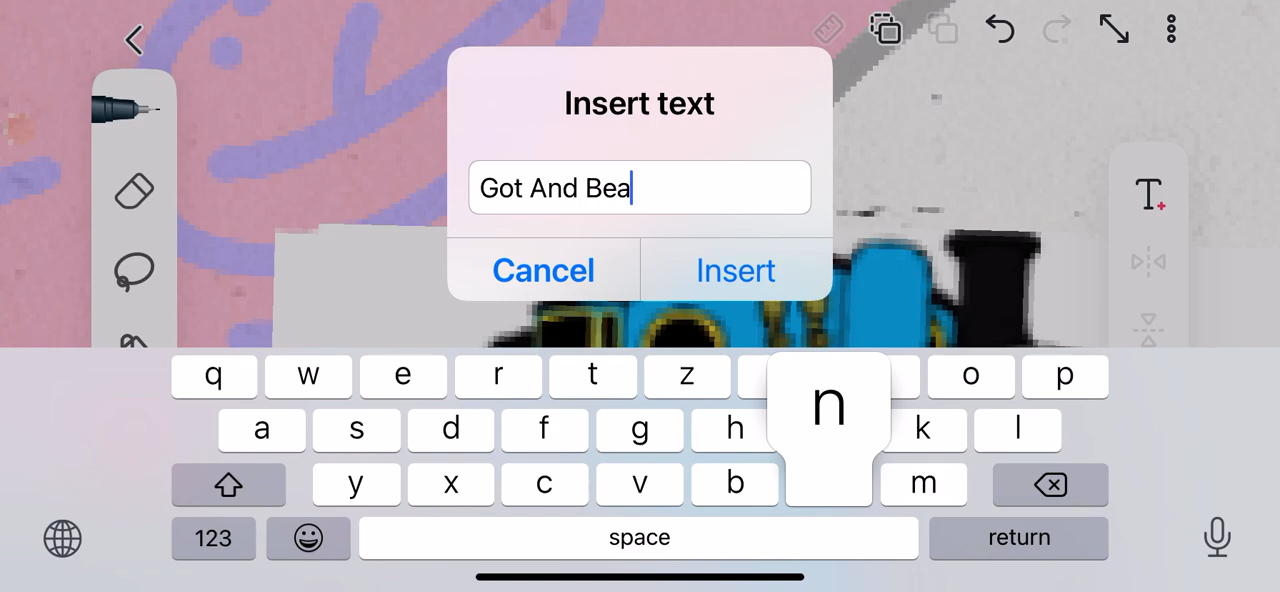 Insert text
Got And Bea
Cancel Insert
T
q w e r t z o p
a s d f g h n k l
y x c v b m
123 space return